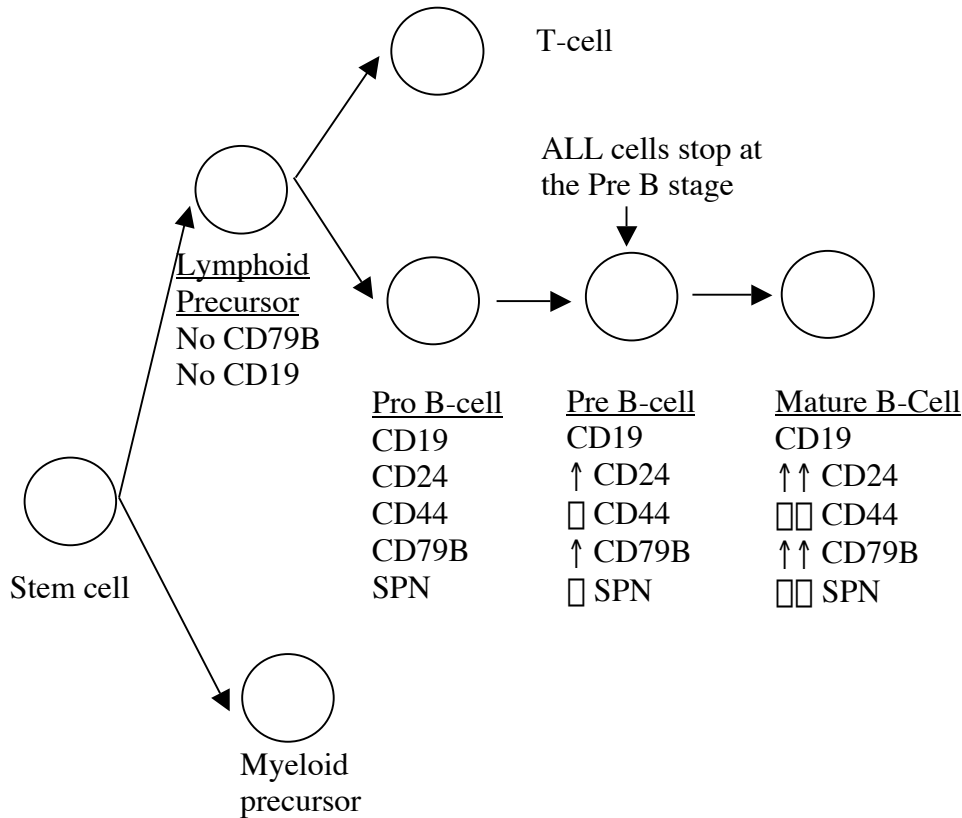 T-cell
ALL cells stop at
the Pre B stage
Lymphoid
Precursor
No CD79B
No CD19
Pro B-cell
CD19
CD24
CD44
CD79B
SPN
Pre B-cell
CD19
↑ CD24
▯ CD44
↑ CD79B
▯ SPN
Mature B-Cell
CD19
↑↑ CD24
▯▯ CD44
↑↑ CD79B
▯▯ SPN
Stem cell
Myeloid
precursor